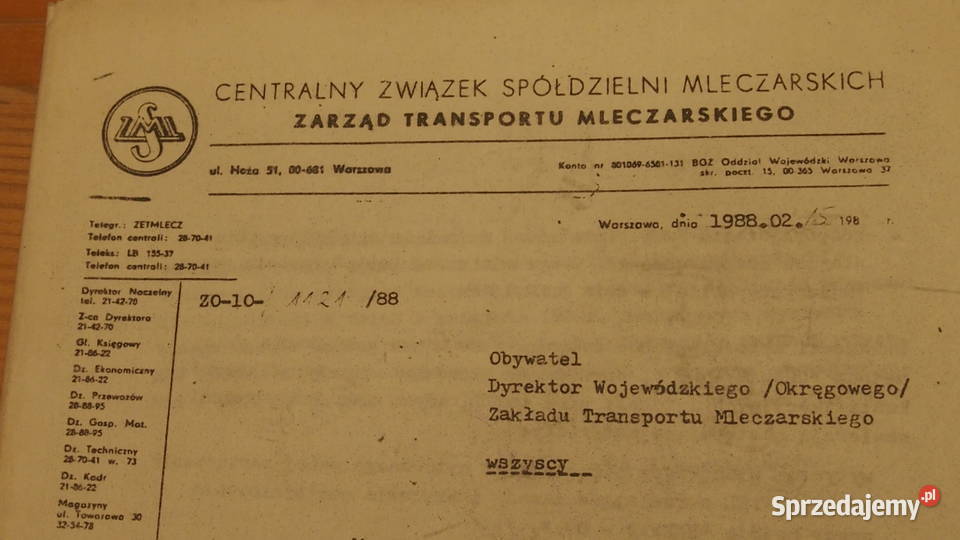 CENTRALNY ZWIĄZEK SPÓŁDZIELNI MLECZARSKICH
ZARZĄD TRANSPORTU MLECZARSKIEGO
ul. Hoża 51, 00-681 Warszawa
Konto nr 801069-6581-131 BGŻ Oddział Wojewódzki Warszawa
skr. poczt. 15, 00-365 Warszawa 37
Telegr.: ZETMLECZ
Telefon centrali: 28-70-41
Teleks: LB 135-37
Telefon centrali: 28-70-41
Warszawa, dnia 1988.02.15 198 r.
Dyrektor Naczelny
tel. 21-42-70
Z-ca Dyrektora
21-42-70
Gł. Księgowy
21-86-22
Dz. Ekonomiczny
21-86-22
Dz. Przewozów
28-88-95
Dz. Gosp. Mat.
28-88-95
Dz. Techniczny
28-70-41 w. 73
Dz. Kadr
21-86-22
Magazyny
ul. Towarowa 30
32-54-78
ZO-10- 1121 /88
Obywatel
Dyrektor Wojewódzkiego /Okręgowego/
Zakładu Transportu Mleczarskiego
wszyscy
Sprzedajemy.pl